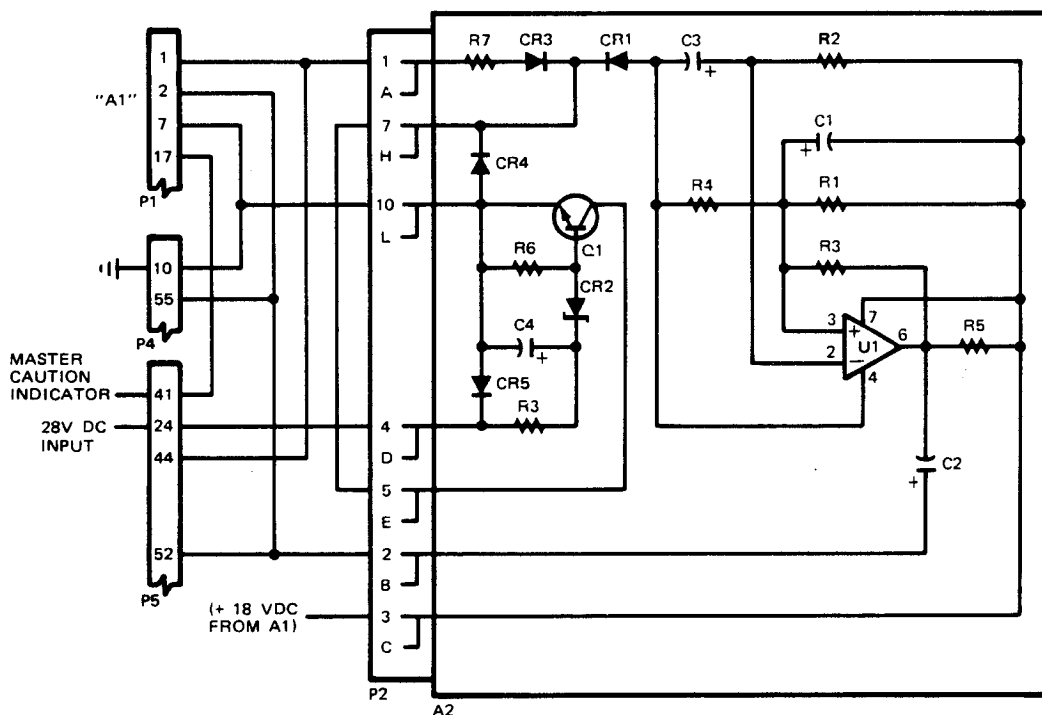 R7 CR3 CR1 C3 R2
+
1 1
A
2
"A1"
7 7
H
17
P1
C1
+
CR4
R4 R1
10
L
Q1
R6
R3
CR2
10
55
P4
3 + 7
2 − U1 6 R5
4
C4
+
CR5
MASTER
CAUTION
INDICATOR 41
28V DC
INPUT 24
44
R3
4
D
C2
+
5
E
52
2
B
P5
(+ 18 VDC
FROM A1)
3
C
P2
A2